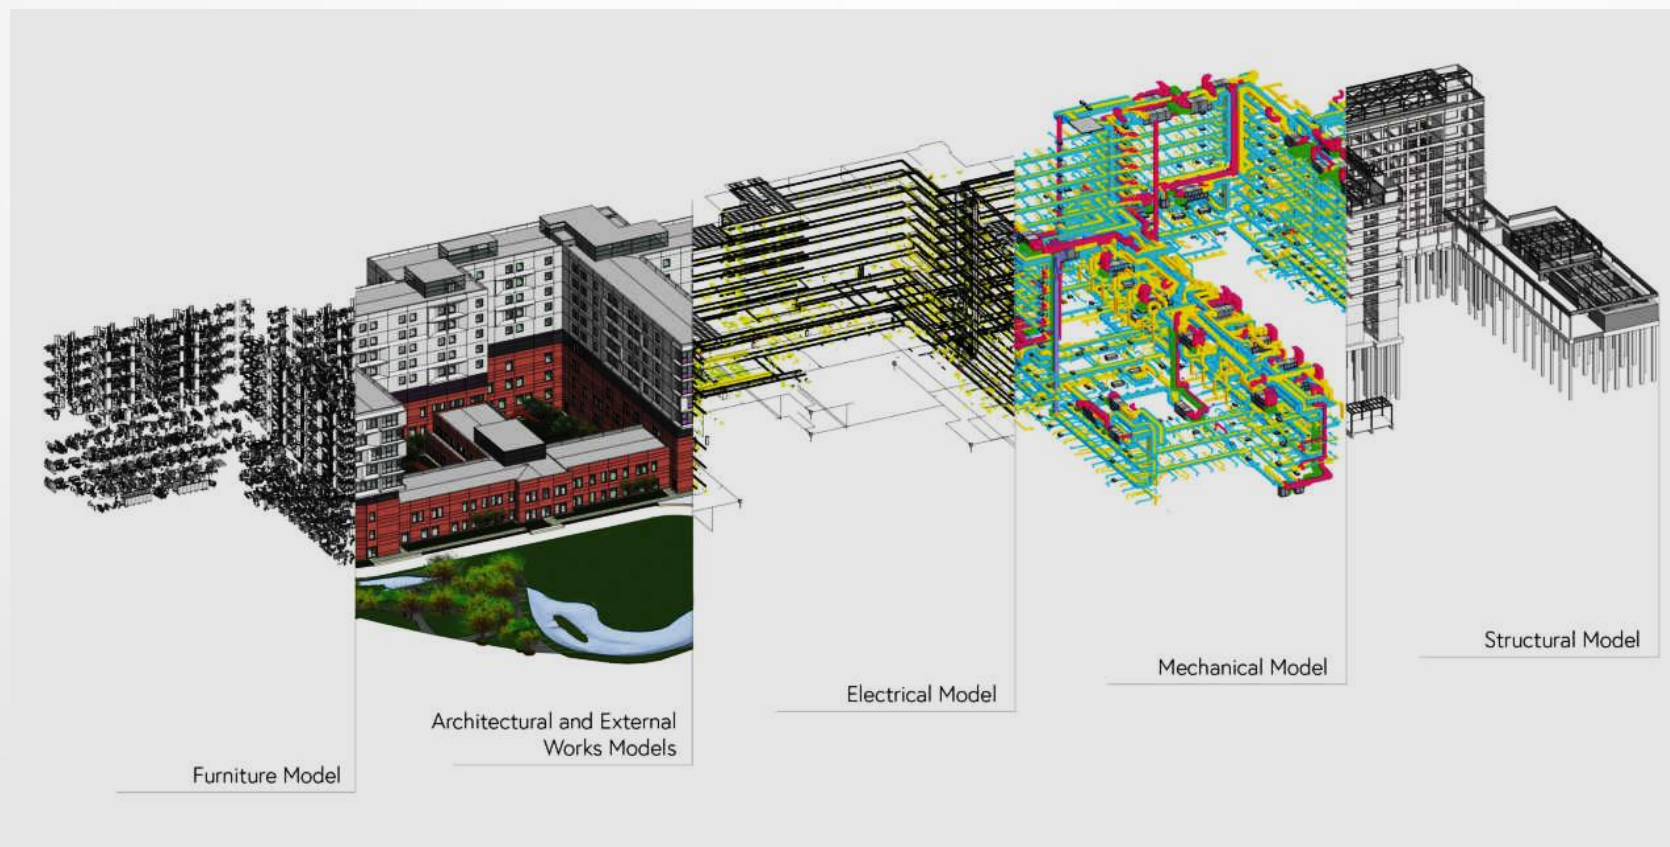 Furniture Model
Architectural and External
Works Models
Electrical Model
Mechanical Model
Structural Model